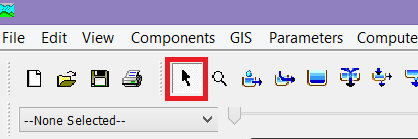 File Edit View Components GIS Parameters Compute
--None Selected--